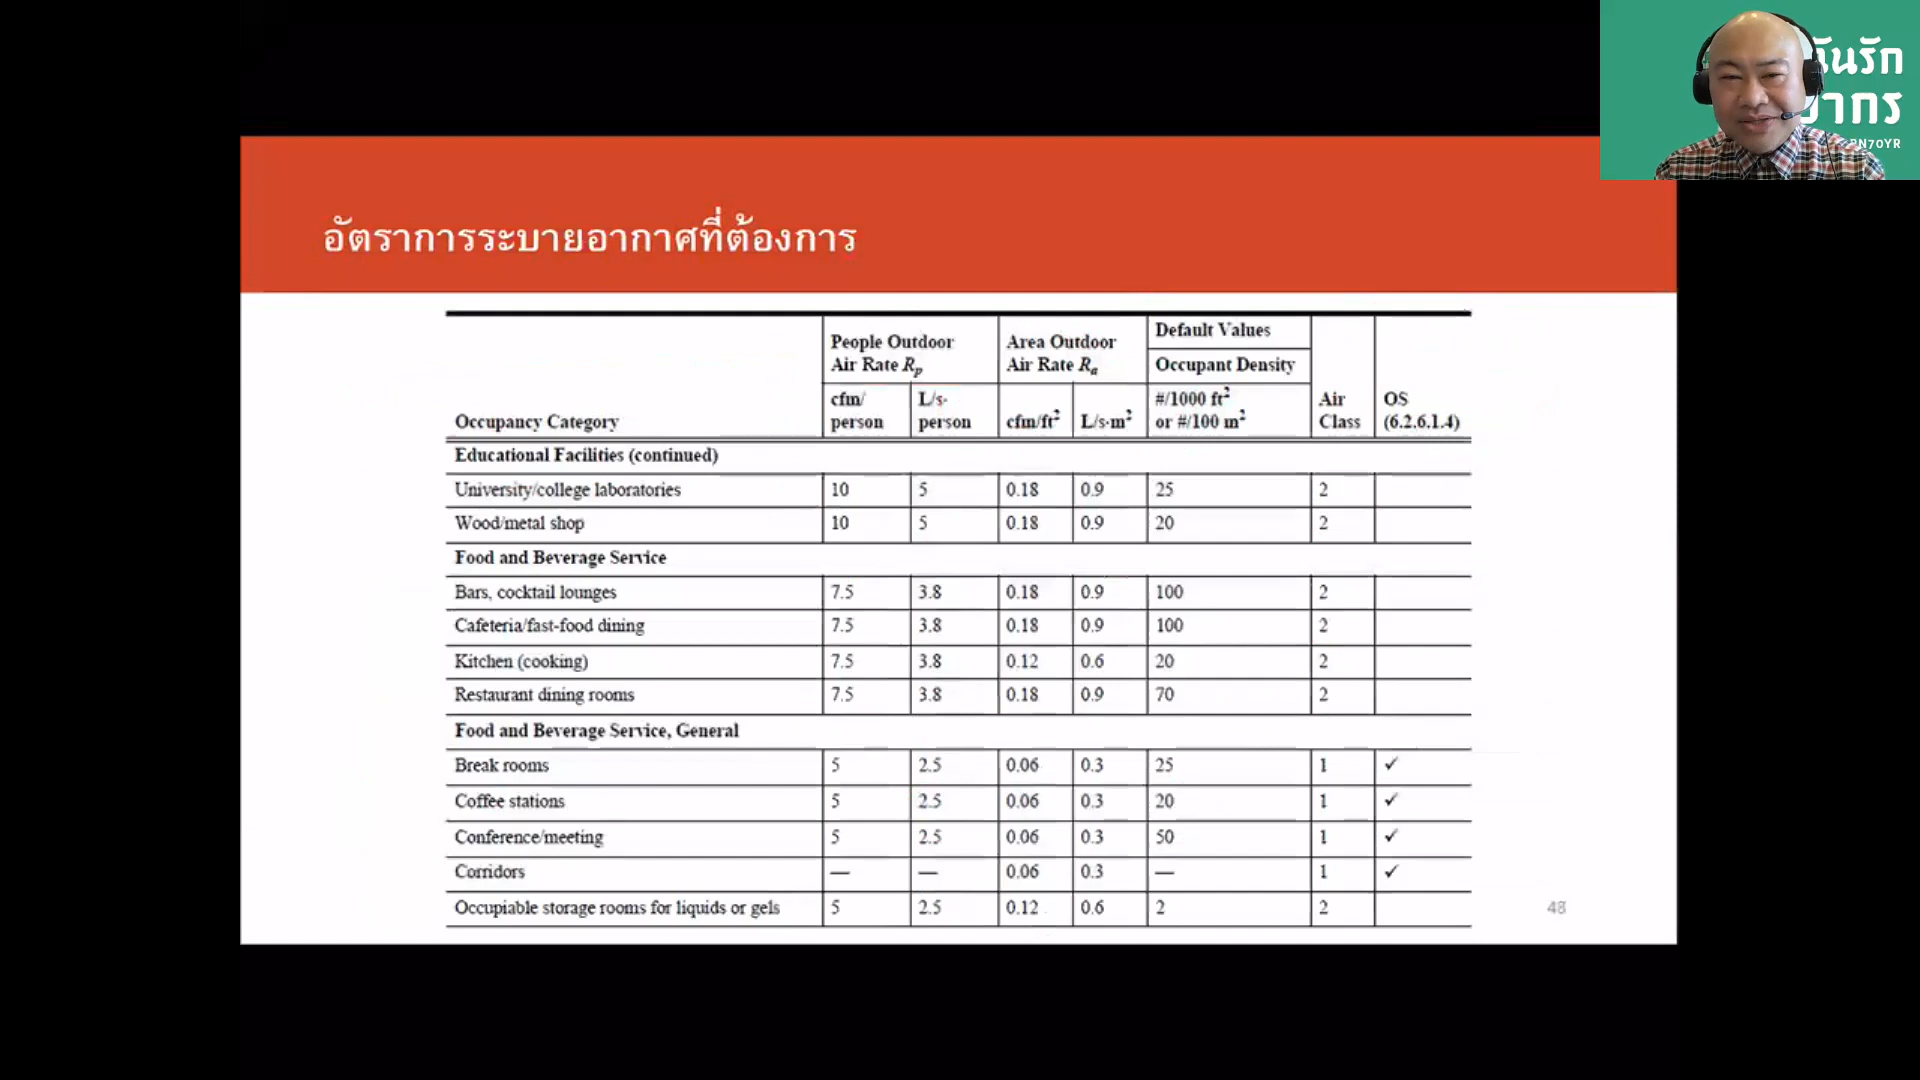 นรัก
ากร
N70YR
อัตราการระบายอากาศที่ต้องการ
Occupancy Category | People Outdoor Air Rate Rp | Area Outdoor Air Rate Ra | Default Values | Air Class | OS (6.2.6.1.4)
Occupant Density
cfm/person | L/s·person | cfm/ft² | L/s·m² | #/1000 ft² or #/100 m²
Educational Facilities (continued)
University/college laboratories 10 5 0.18 0.9 25 2
Wood/metal shop 10 5 0.18 0.9 20 2
Food and Beverage Service
Bars, cocktail lounges 7.5 3.8 0.18 0.9 100 2
Cafeteria/fast-food dining 7.5 3.8 0.18 0.9 100 2
Kitchen (cooking) 7.5 3.8 0.12 0.6 20 2
Restaurant dining rooms 7.5 3.8 0.18 0.9 70 2
Food and Beverage Service, General
Break rooms 5 2.5 0.06 0.3 25 1 ✓
Coffee stations 5 2.5 0.06 0.3 20 1 ✓
Conference/meeting 5 2.5 0.06 0.3 50 1 ✓
Corridors — — 0.06 0.3 — 1 ✓
Occupiable storage rooms for liquids or gels 5 2.5 0.12 0.6 2 2
48